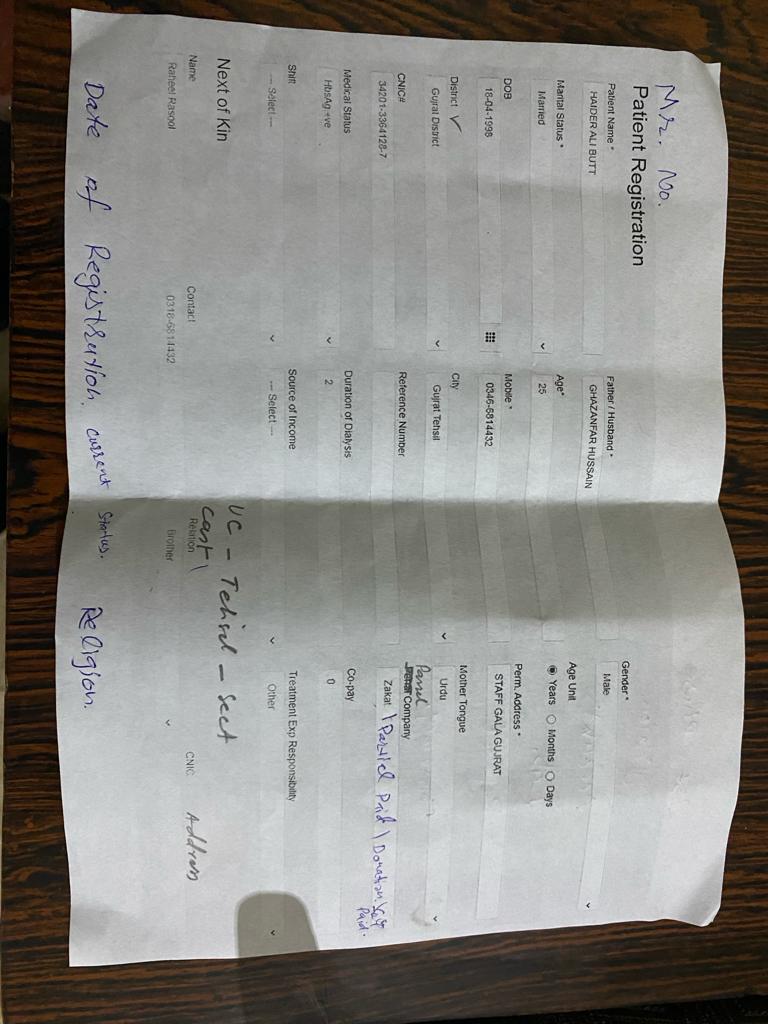 Mr. No.
Patient Registration
Patient Name * Father / Husband * Gender *
HAIDER ALI BUTT GHAZANFAR HUSSAIN Male
Marital Status * Age* Age Unit
Married 25 Years Months Days
DOB Mobile * Perm. Address *
18-04-1998 0346-6814432 STAFF GALA GUJRAT
District City Mother Tongue
Gujrat District Gujrat Tehsil Urdu
Pannel
CNIC# Reference Number Company
34201-3364128-7 Zakat \ Partiel Paid \ Donation. \ Self
Paid.
Medical Status Duration of Dialysis Co-pay
HbsAg +ve 2 0
Shift Source of Income Treatment Exp Responsibility
--- Select --- --- Select --- Other
UC - Tehisel - Sect
Next of Kin
Cast \
Name Contact Relation CNIC Address
Raheel Rasool 0316-6814432 Brother
Date of Registration. current Status. Religion.